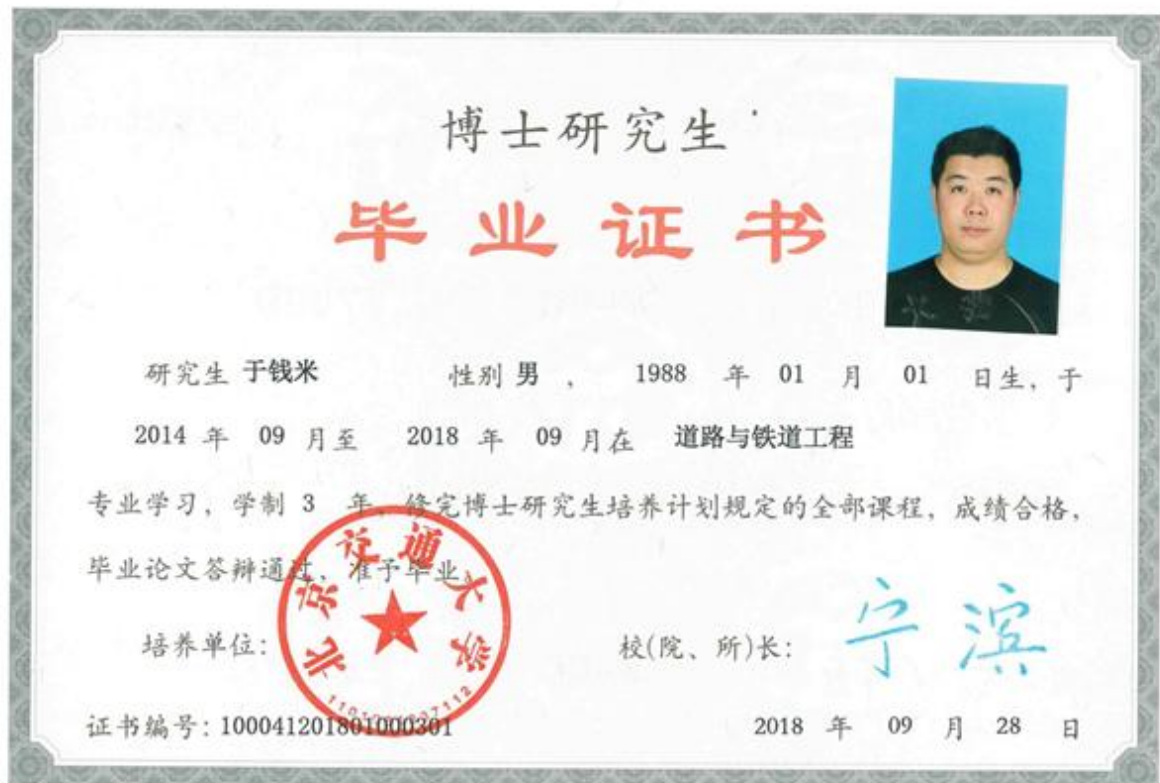 博士研究生
毕业证书
研究生 于钱米 性别 男 , 1988 年 01 月 01 日生, 于
2014 年 09 月至 2018 年 09 月在 道路与铁道工程
专业学习, 学制 3 年, 修完博士研究生培养计划规定的全部课程, 成绩合格,
毕业论文答辩通过, 准予毕业。
北京交通大学
培养单位: 校(院、所)长: 宁滨
证书编号: 100041201801000301 2018 年 09 月 28 日